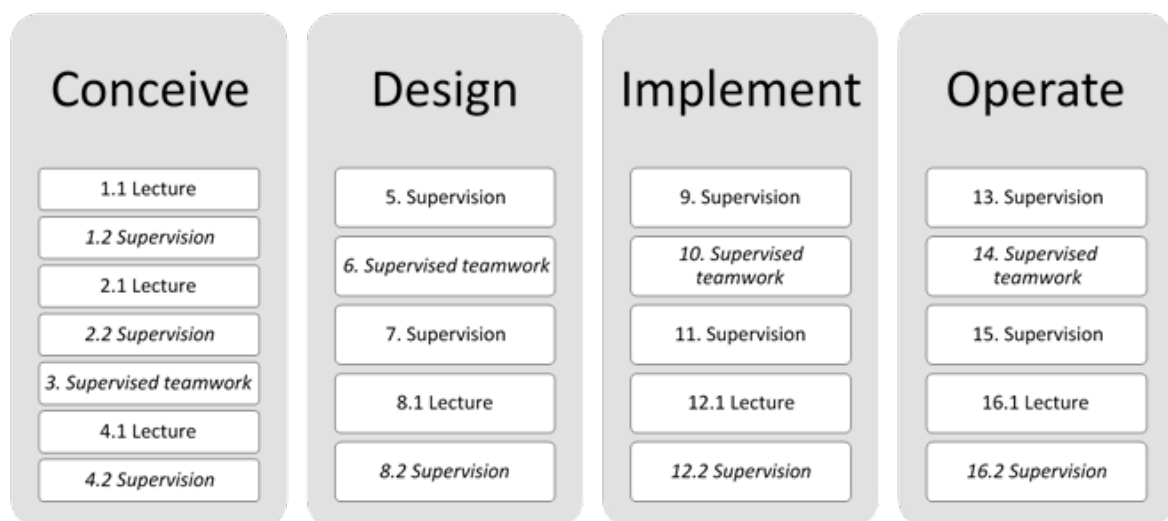 Conceive
1.1 Lecture
1.2 Supervision
2.1 Lecture
2.2 Supervision
3. Supervised teamwork
4.1 Lecture
4.2 Supervision
Design
5. Supervision
6. Supervised teamwork
7. Supervision
8.1 Lecture
8.2 Supervision
Implement
9. Supervision
10. Supervised
teamwork
11. Supervision
12.1 Lecture
12.2 Supervision
Operate
13. Supervision
14. Supervised
teamwork
15. Supervision
16.1 Lecture
16.2 Supervision